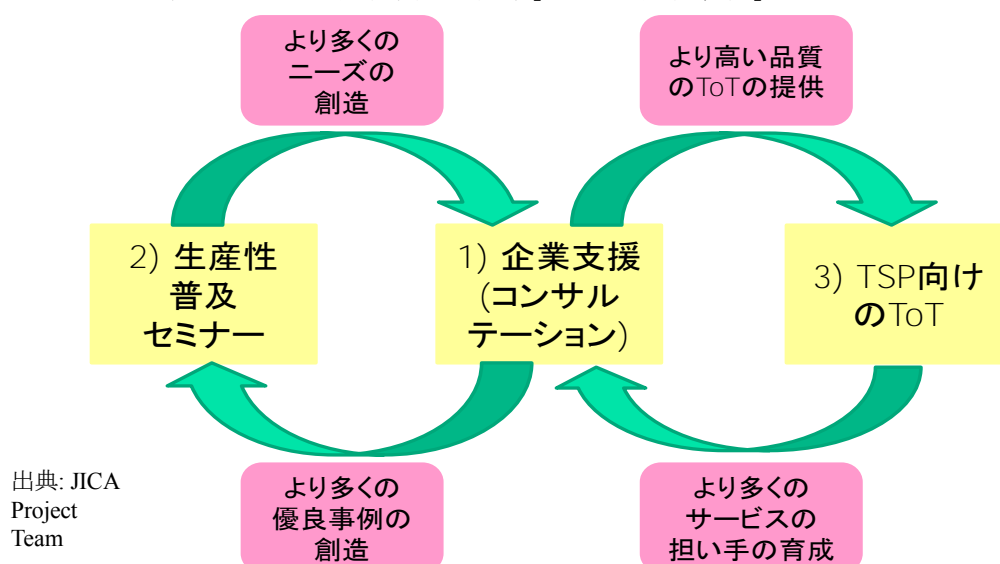 より多くの
ニーズの
創造
より高い品質
のToTの提供
2) 生産性
普及
セミナー
1) 企業支援
(コンサル
テーション)
3) TSP向け
のToT
より多くの
優良事例の
創造
より多くの
サービスの
担い手の育成
出典: JICA
Project
Team